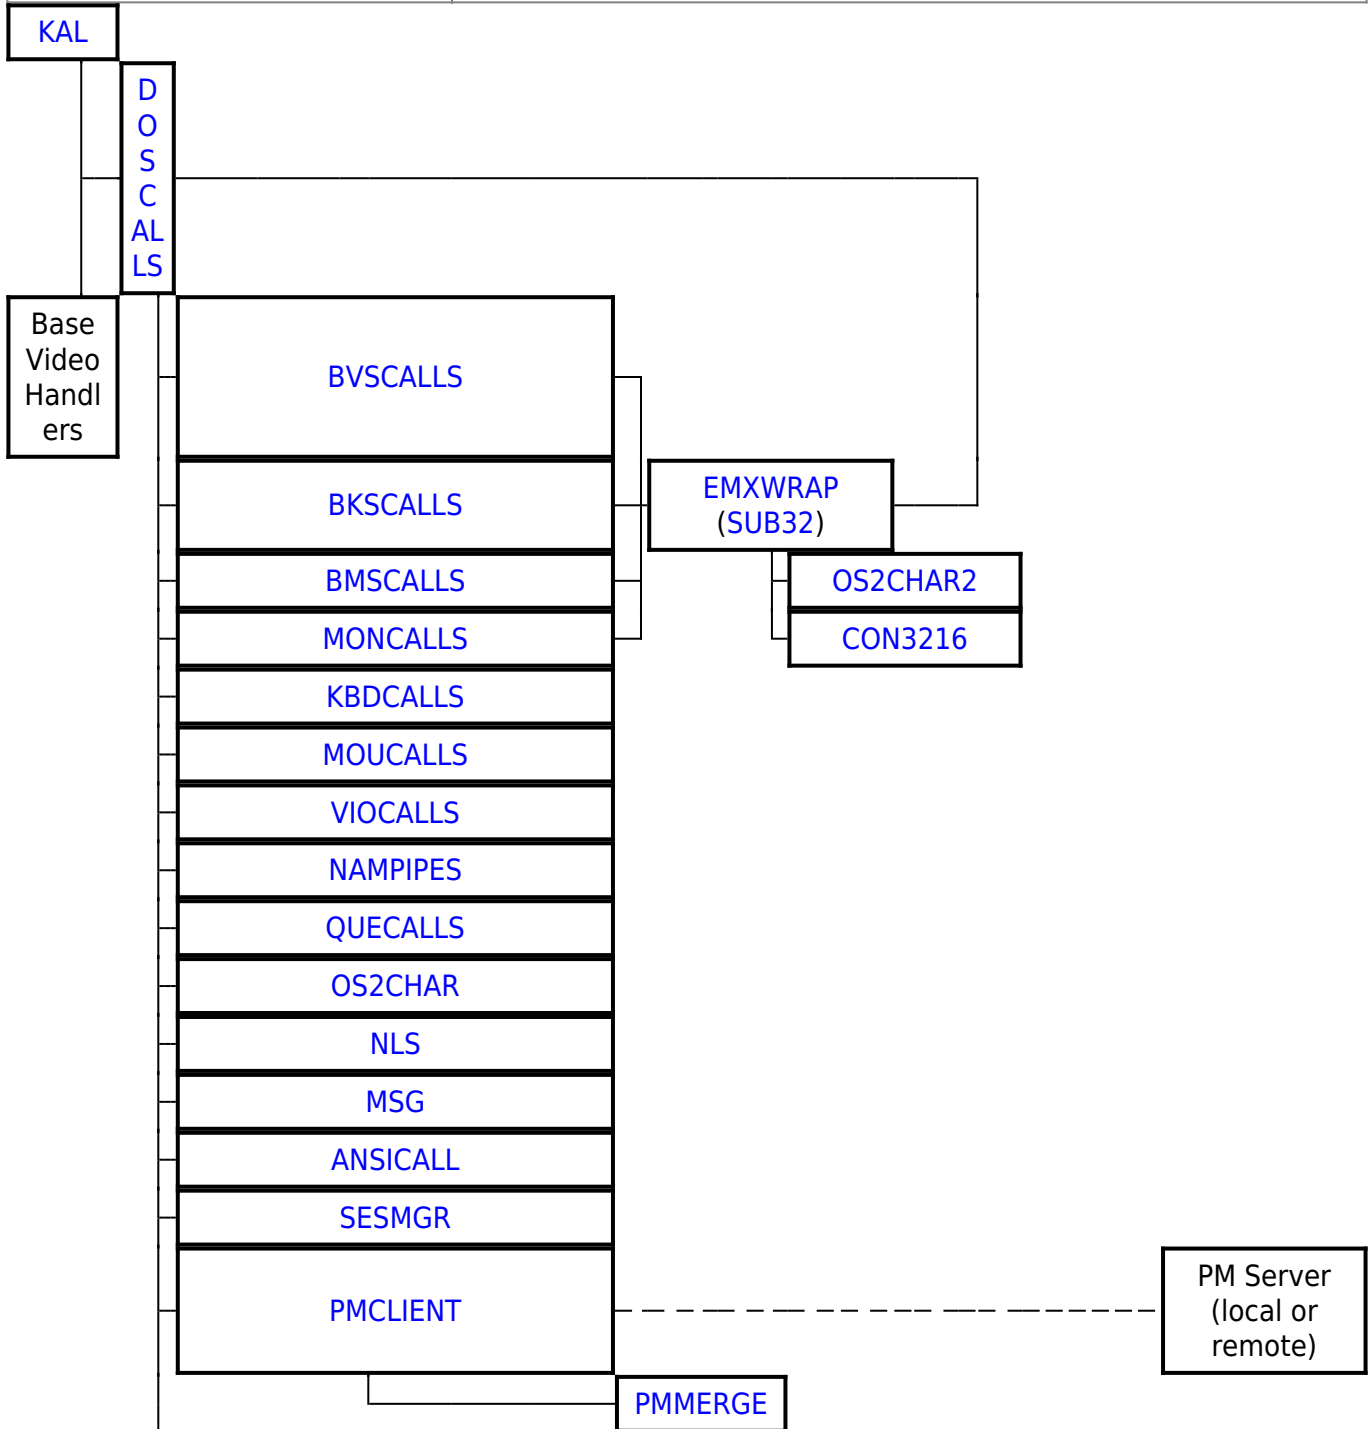 KAL
D
O
S
C
AL
LS
Base
Video
Handl
ers
BVSCALLS
BKSCALLS
EMXWRAP
(SUB32)
BMSCALLS
OS2CHAR2
MONCALLS
CON3216
KBDCALLS
MOUCALLS
VIOCALLS
NAMPIPES
QUECALLS
OS2CHAR
NLS
MSG
ANSICALL
SESMGR
PMCLIENT
PM Server
(local or
remote)
PMMERGE